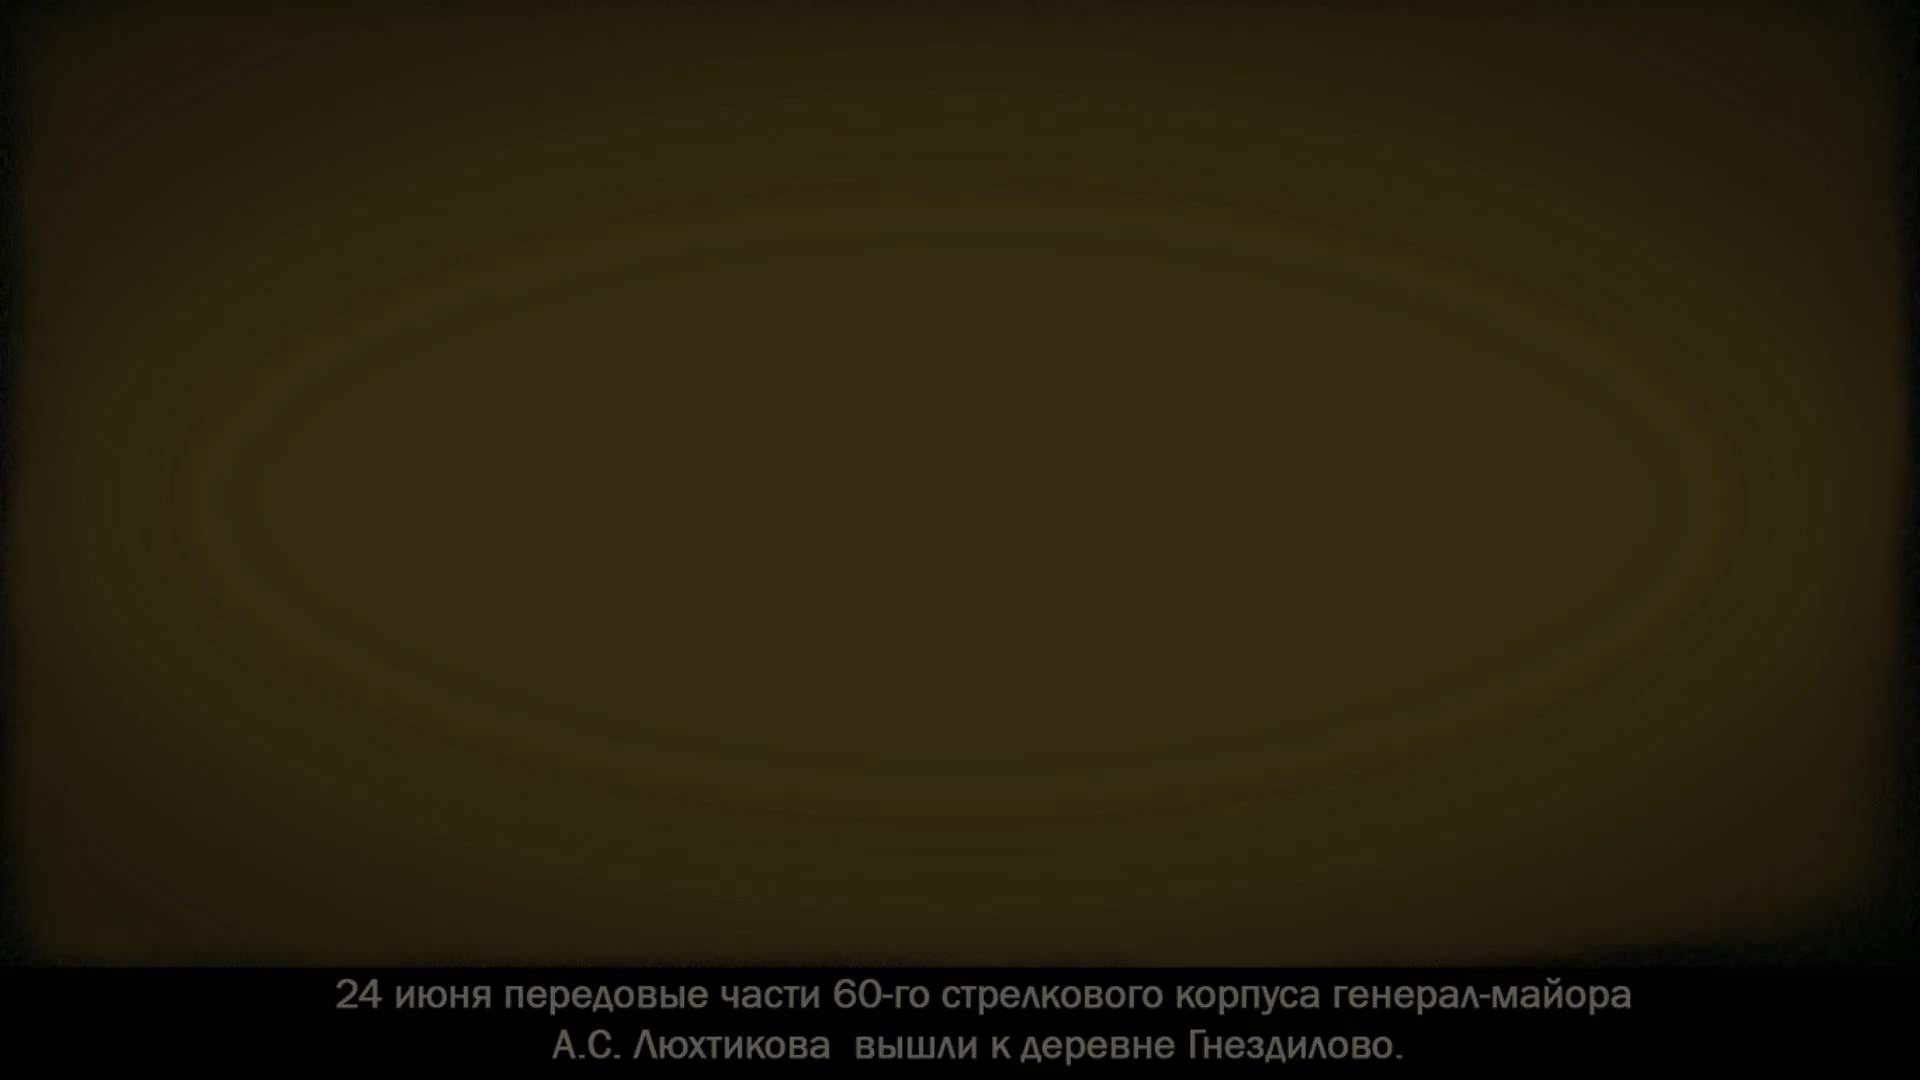 24 июня передовые части 60-го стрелкового корпуса генерал-майора
А.С. Люхтикова  вышли к деревне Гнездилово.